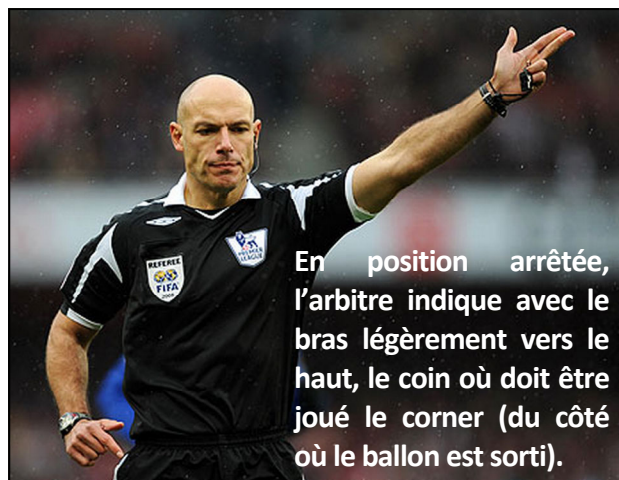 REFEREE
FIFA
2009
PREMIER
LEAGUE
En position arrêtée,
l’arbitre indique avec le
bras légèrement vers le
haut, le coin où doit être
joué le corner (du côté
où le ballon est sorti).